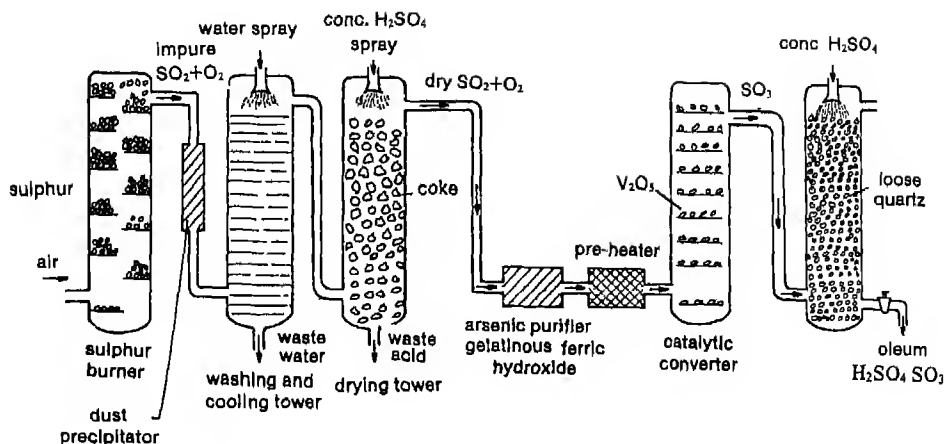 impure
SO₂+O₂
water spray
conc. H₂SO₄
spray
dry SO₂+O₂
SO₃
conc H₂SO₄
sulphur
air
coke
V₂O₅
loose
quartz
pre-heater
sulphur
burner
dust
precipitator
waste
water
washing and
cooling tower
waste
acid
drying tower
arsenic purifier
gelatinous ferric
hydroxide
catalytic
converter
oleum
H₂SO₄ SO₃